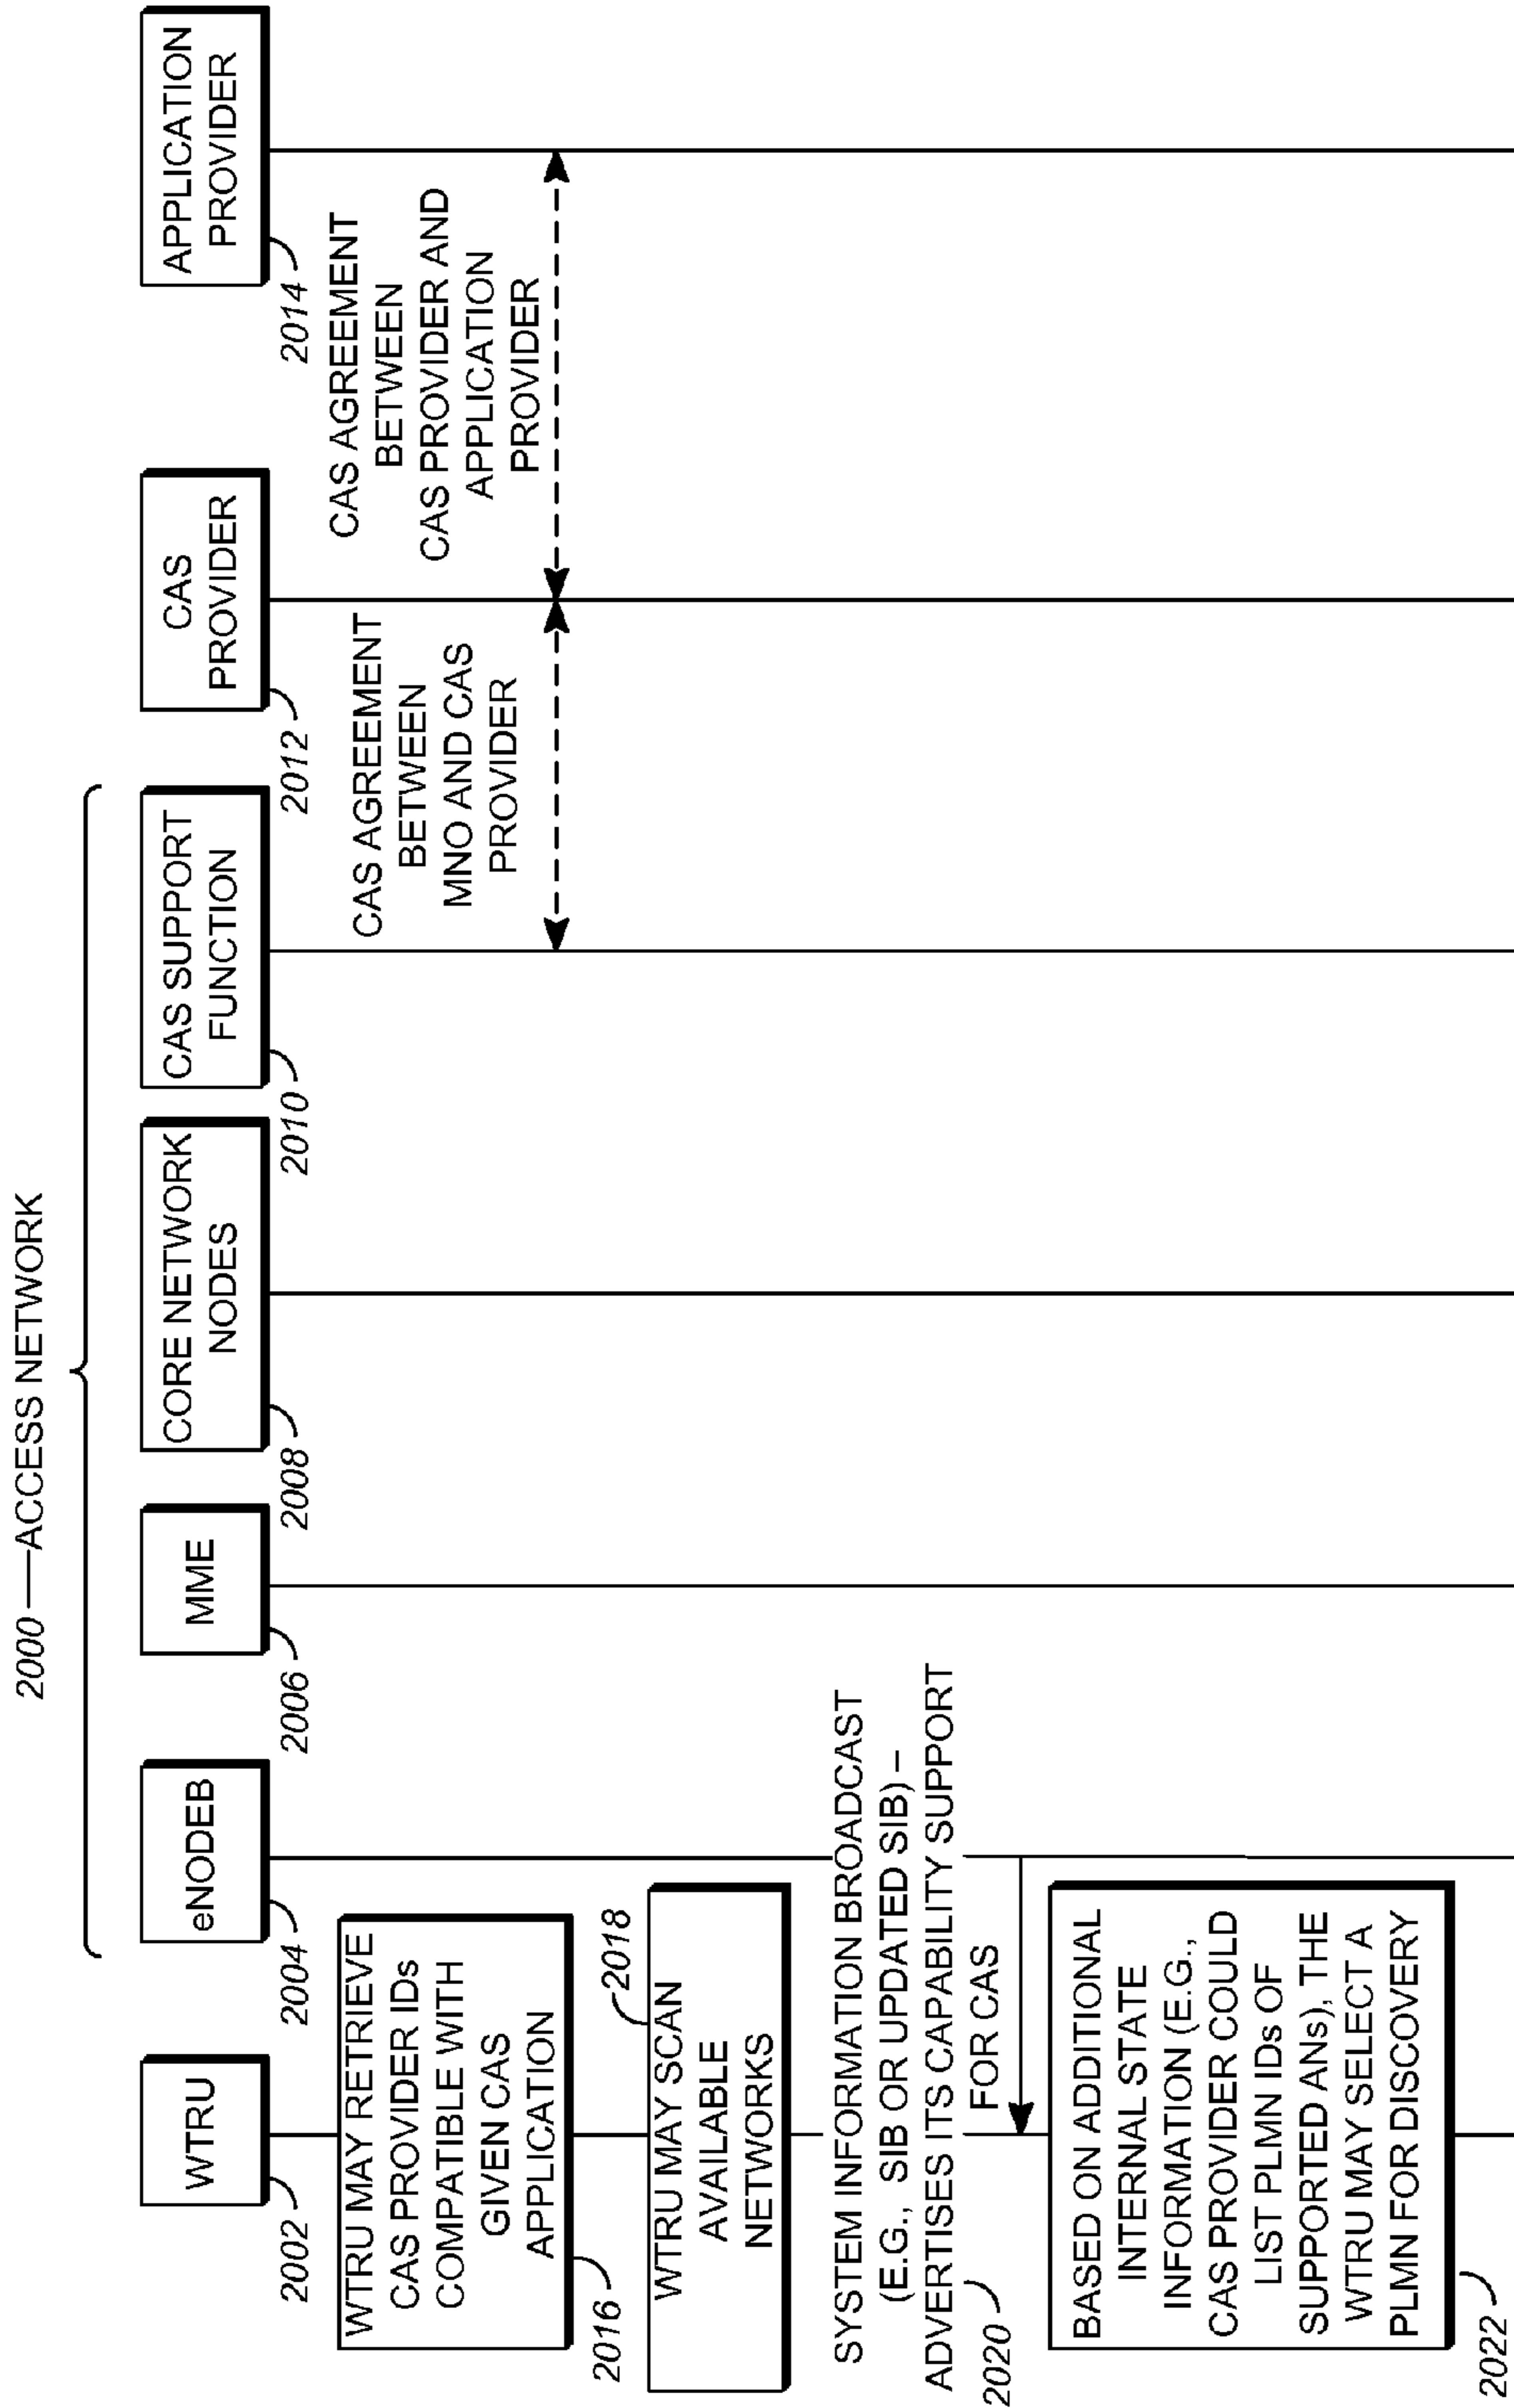 2000 — ACCESS NETWORK
WTRU
2002
eNODEB
2004
MME
2006
CORE NETWORK
NODES
2008
CAS SUPPORT
FUNCTION
2010
CAS
PROVIDER
2012
APPLICATION
PROVIDER
2014
CAS AGREEMENT
BETWEEN
MNO AND CAS
PROVIDER
CAS AGREEMENT
BETWEEN
CAS PROVIDER AND
APPLICATION
PROVIDER
WTRU MAY RETRIEVE
CAS PROVIDER IDs
COMPATIBLE WITH
GIVEN CAS
APPLICATION
2016
WTRU MAY SCAN
AVAILABLE
NETWORKS
2018
SYSTEM INFORMATION BROADCAST
(E.G., SIB OR UPDATED SIB) –
ADVERTISES ITS CAPABILITY SUPPORT
FOR CAS
2020
BASED ON ADDITIONAL
INTERNAL STATE
INFORMATION (E.G.,
CAS PROVIDER COULD
LIST PLMN IDs OF
SUPPORTED ANs), THE
WTRU MAY SELECT A
PLMN FOR DISCOVERY
2022